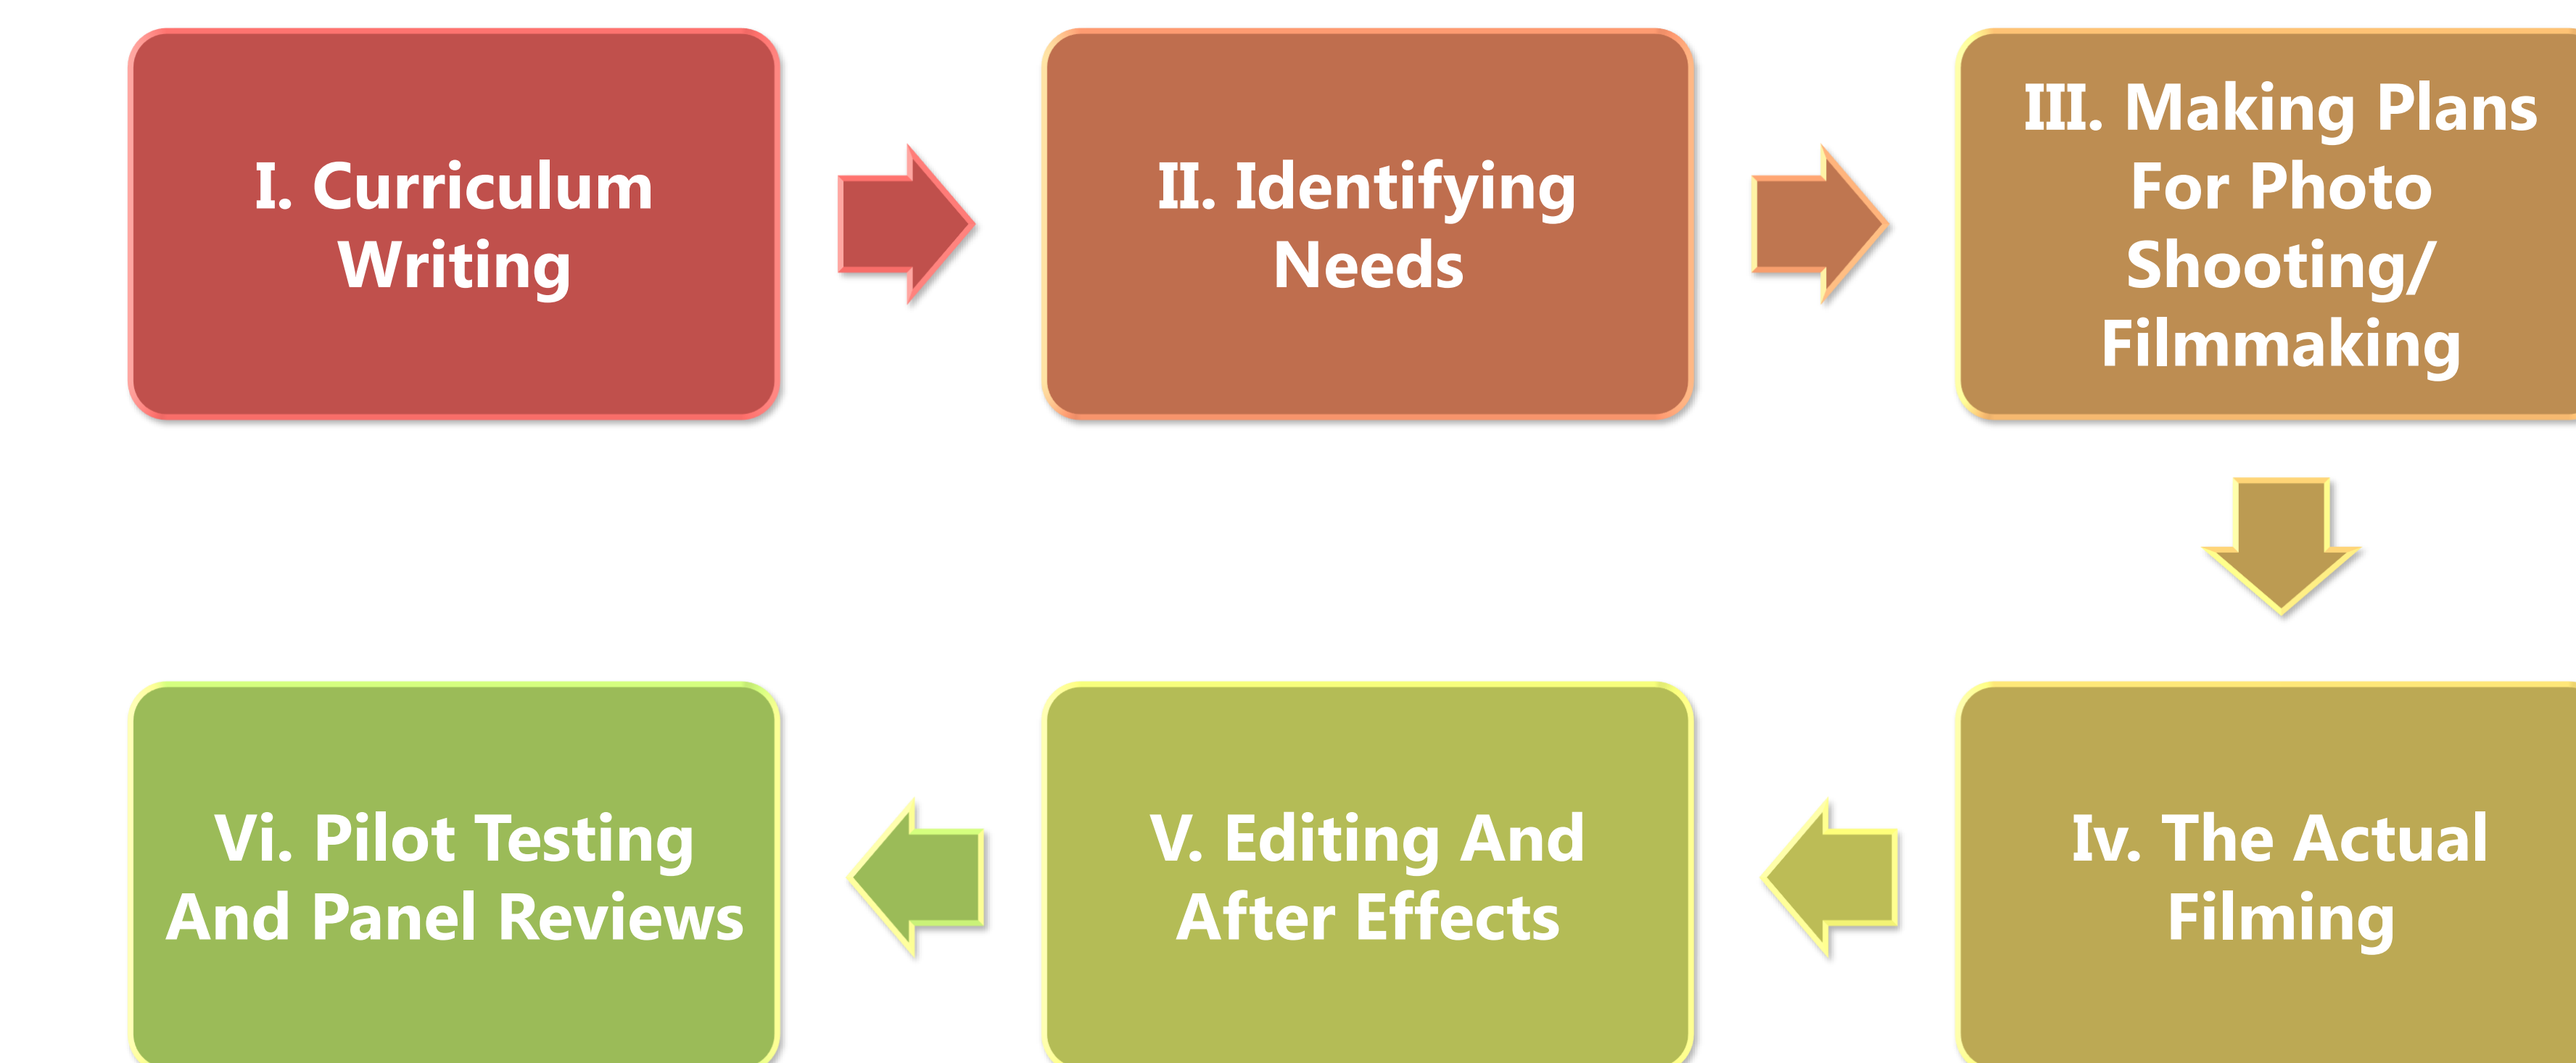 I. Curriculum
Writing
II. Identifying
Needs
III. Making Plans
For Photo
Shooting/
Filmmaking
Iv. The Actual
Filming
V. Editing And
After Effects
Vi. Pilot Testing
And Panel Reviews